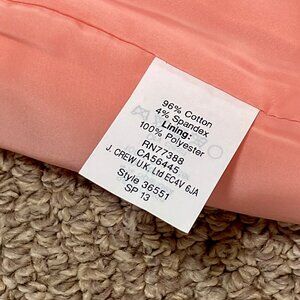 96% Cotton
4% Spandex
Lining:
100% Polyester
RN77388
CA56445
J. CREW U.K. Ltd EC4V 6JA
Style 36551
SP 13